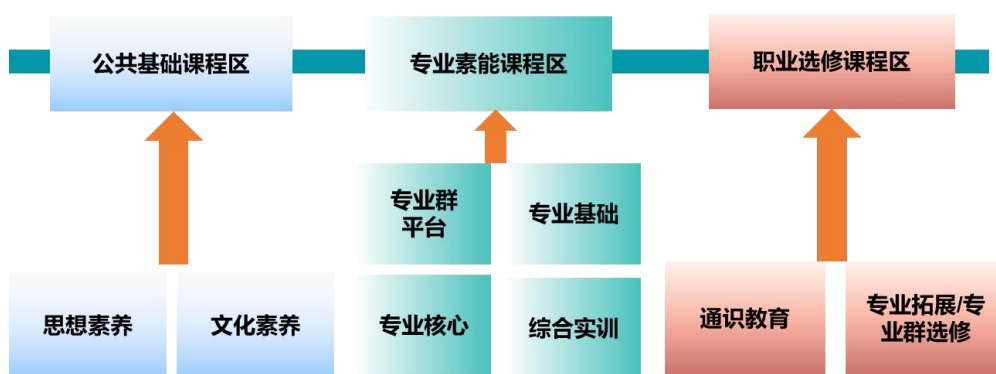 公共基础课程区
专业素能课程区
职业选修课程区
专业群
平台
专业基础
思想素养
文化素养
专业核心
综合实训
通识教育
专业拓展/专
业群选修